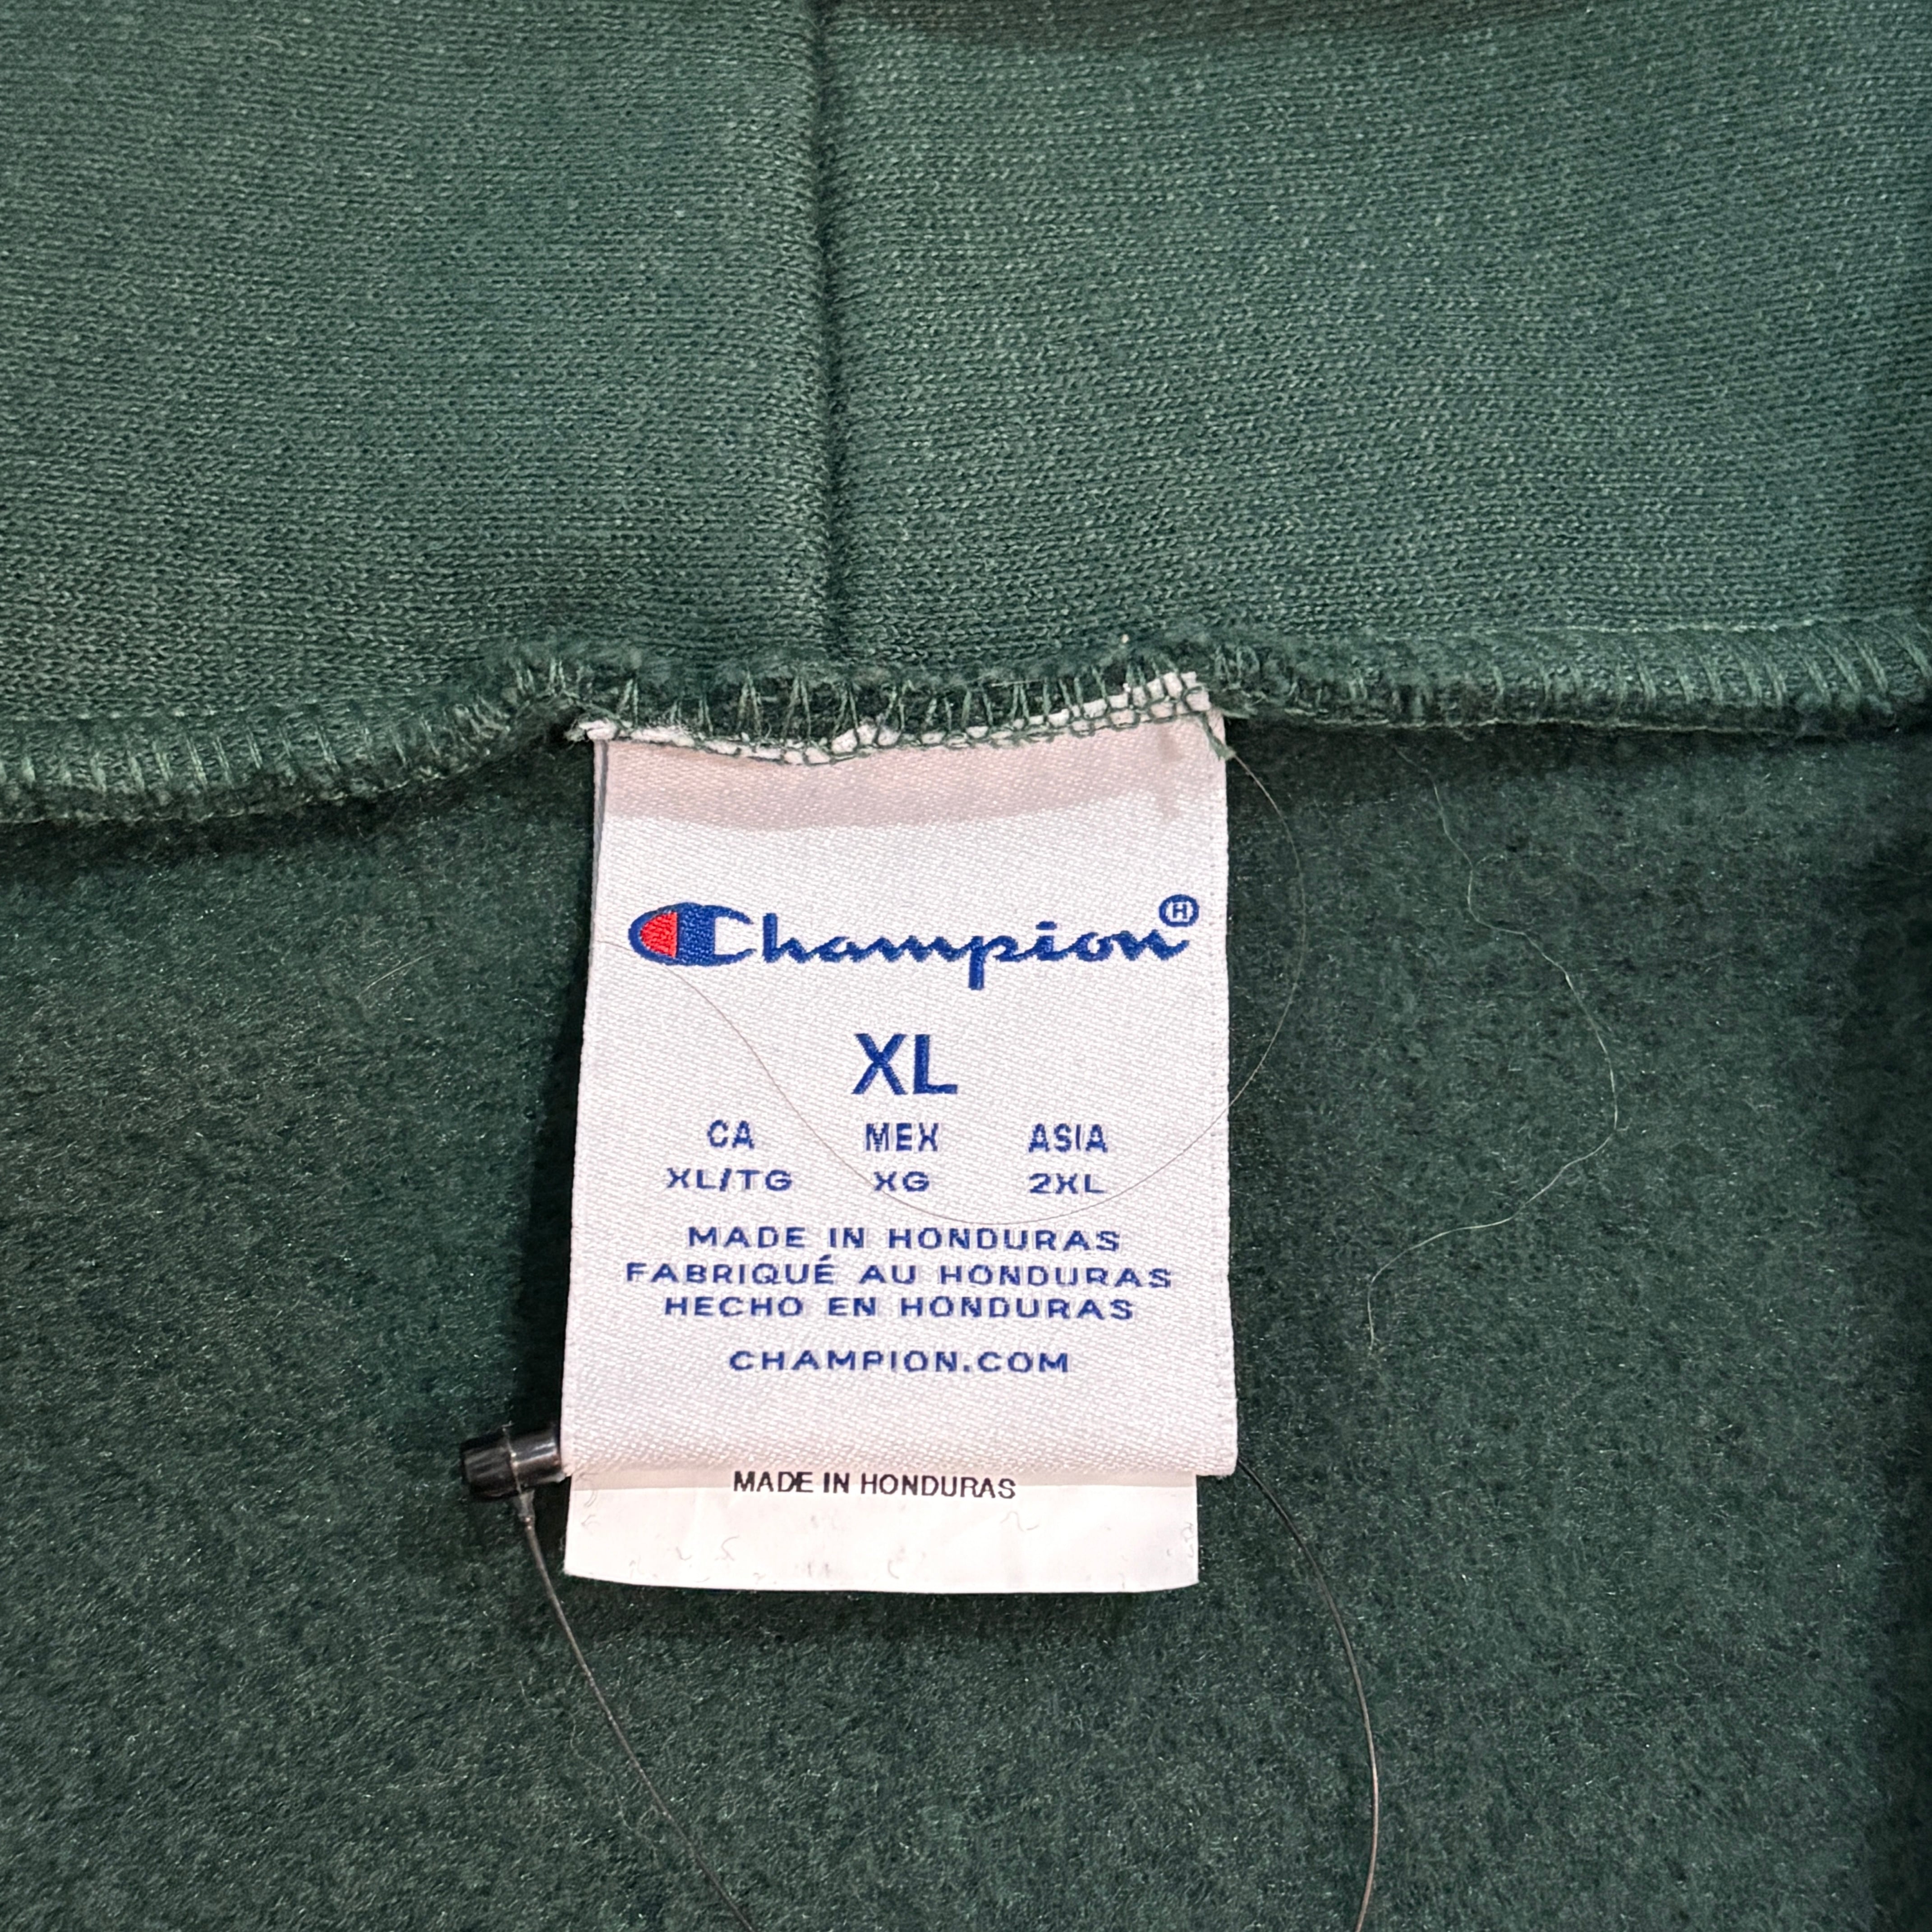 Champion®
XL
CA MEX ASIA
XL/TG XG 2XL
MADE IN HONDURAS
FABRIQUÉ AU HONDURAS
HECHO EN HONDURAS
CHAMPION.COM
MADE IN HONDURAS